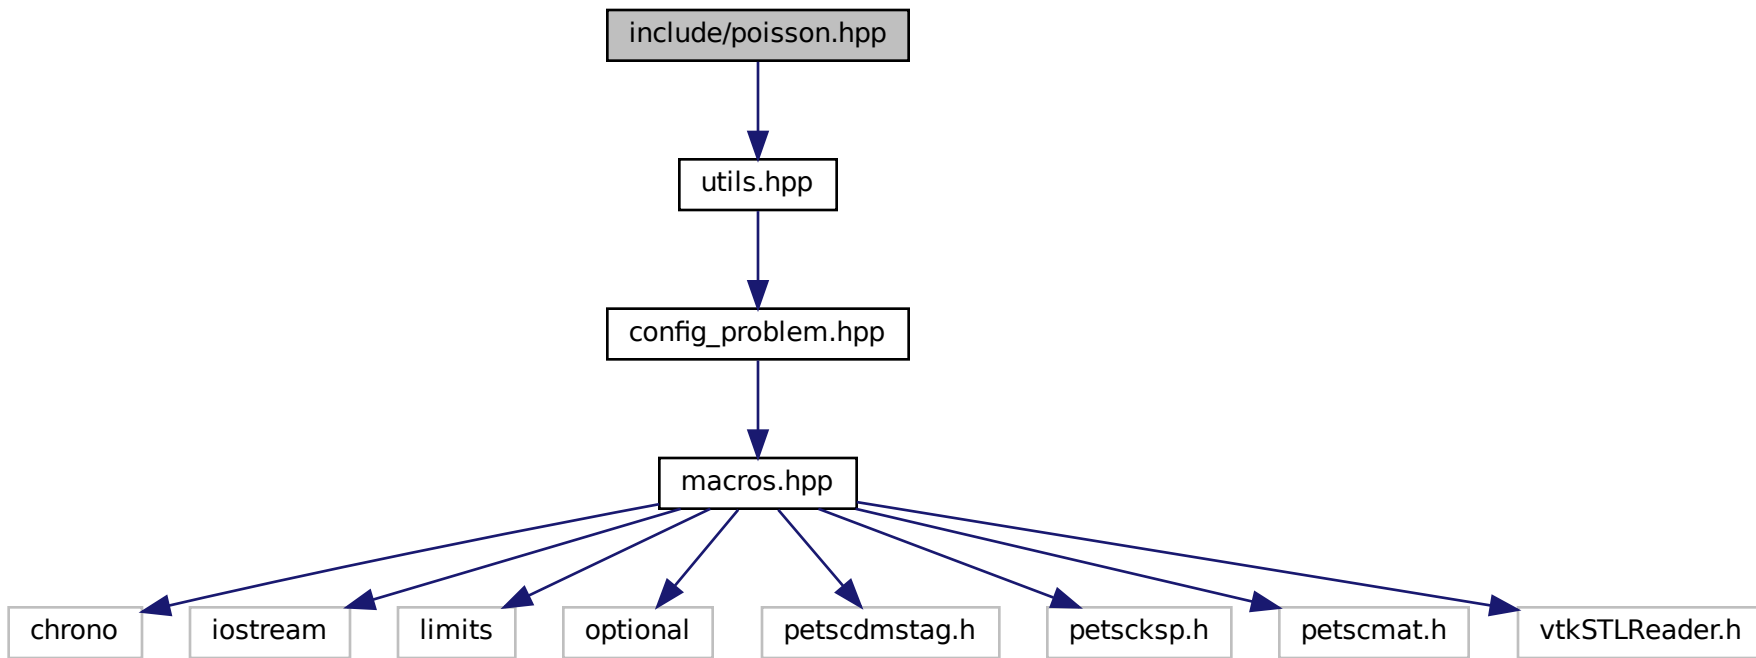 include/poisson.hpp
utils.hpp
config_problem.hpp
macros.hpp
chrono
iostream
limits
optional
petscdmstag.h
petscksp.h
petscmat.h
vtkSTLReader.h